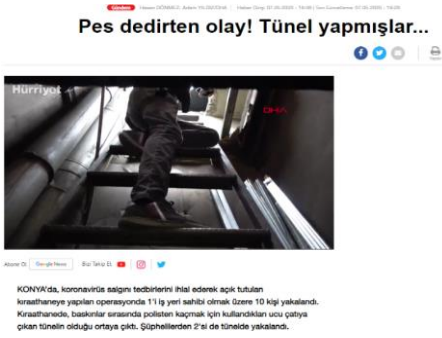 Gündem
Pes dedirten olay! Tünel yapmışlar...
Hürriyet
DHA
Abone Ol Google News Bizi Takip Et
KONYA'da, koronavirüs salgını tedbirlerini ihlal ederek açık tutulan
kıraathaneye yapılan operasyonda 1'i iş yeri sahibi olmak üzere 10 kişi yakalandı.
Kıraathanede, baskınlar sırasında polisten kaçmak için kullandıkları ucu çatıya
çıkan tünelin olduğu ortaya çıktı. Şüphelilerden 2'si de tünelde yakalandı.